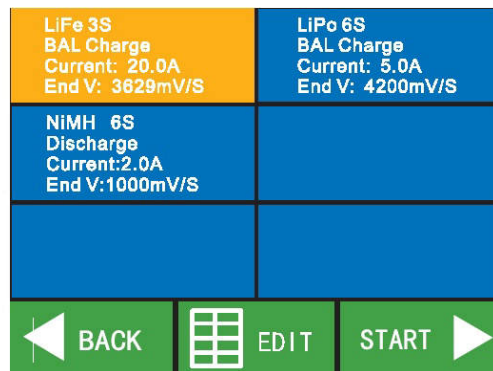 LiFe 3S
BAL Charge
Current: 20.0A
End V: 3629mV/S
LiPo 6S
BAL Charge
Current: 5.0A
End V: 4200mV/S
NiMH 6S
Discharge
Current:2.0A
End V:1000mV/S
BACK
EDIT
START